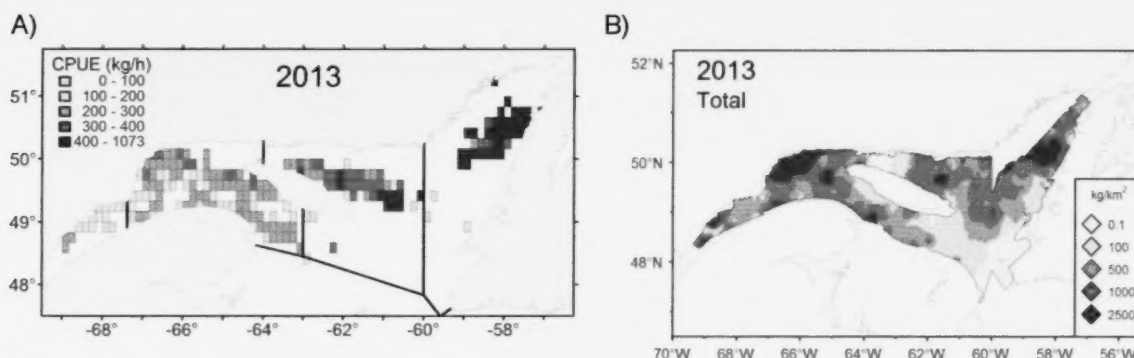 A)
CPUE (kg/h)
0 - 100
100 - 200
200 - 300
300 - 400
400 - 1073
2013
51°
50°
49°
48°
-68° -66° -64° -62° -60° -58°
B)
2013
Total
52°N
50°N
48°N
kg/km²
0.1
100
500
1000
2500
70°W 68°W 66°W 64°W 62°W 60°W 58°W 56°W